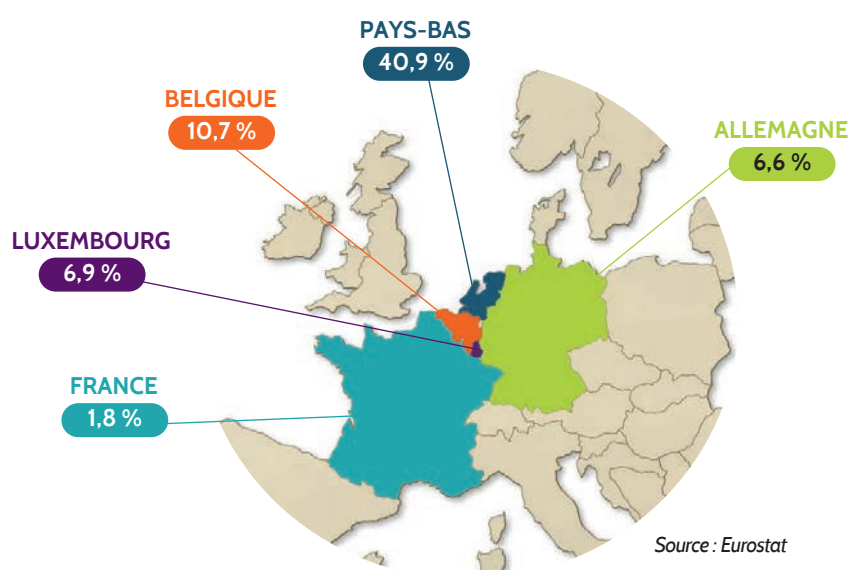 PAYS-BAS
40,9 %
BELGIQUE
10,7 %
ALLEMAGNE
6,6 %
LUXEMBOURG
6,9 %
FRANCE
1,8 %
Source : Eurostat